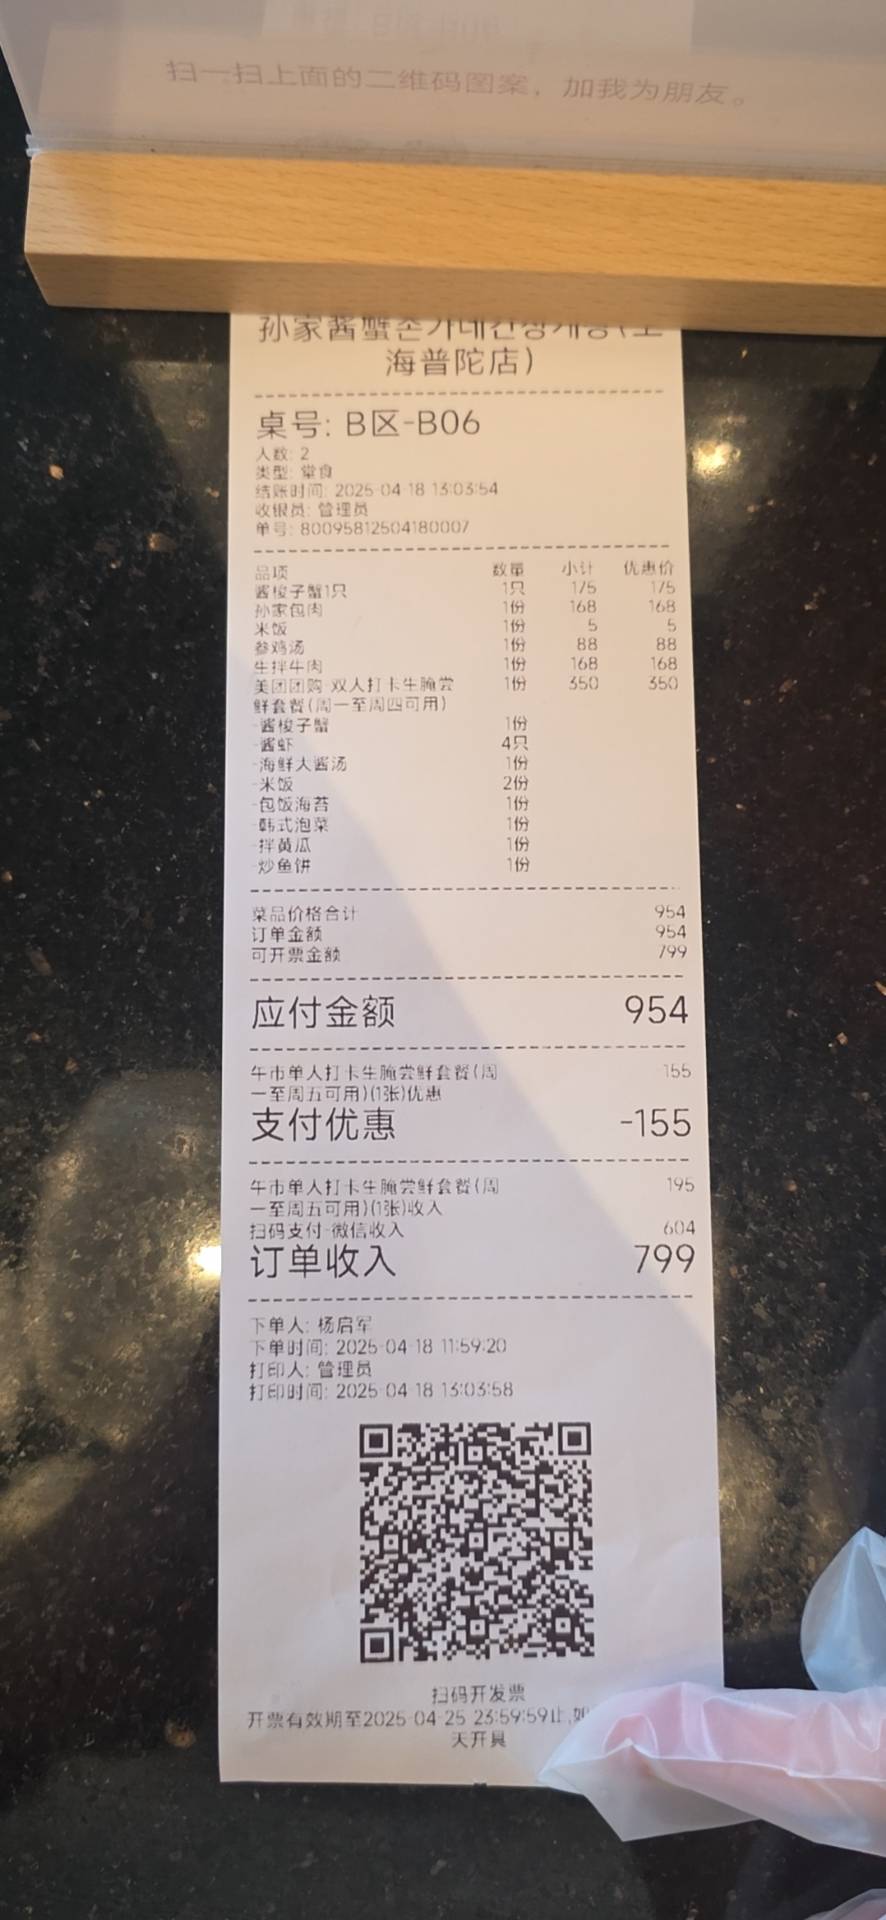 扫一扫上面的二维码图案，加我为朋友。
孙家酱蟹손가네간장게장(上
海普陀店)
桌号: B区-B06
人数: 2
类型: 堂食
结账时间: 2025-04-18 13:03:54
收银员: 管理员
单号: 80095812504180007
品项 数量 小计 优惠价
酱梭子蟹1只 1只 175 175
孙家包肉 1份 168 168
米饭 1份 5 5
参鸡汤 1份 88 88
生拌牛肉 1份 168 168
美团团购-双人打卡生腌尝 1份 350 350
鲜套餐(周一至周四可用)
-酱梭子蟹 1份
-酱虾 4只
-海鲜大酱汤 1份
-米饭 2份
-包饭海苔 1份
-韩式泡菜 1份
-拌黄瓜 1份
-炒鱼饼 1份
菜品价格合计 954
订单金额 954
可开票金额 799
应付金额 954
午市单人打卡生腌尝鲜套餐(周 -155
一至周五可用)(1张)优惠
支付优惠 -155
午市单人打卡生腌尝鲜套餐(周 195
一至周五可用)(1张)收入
扫码支付-微信收入 604
订单收入 799
下单人: 杨启军
下单时间: 2025-04-18 11:59:20
打印人: 管理员
打印时间: 2025-04-18 13:03:58
扫码开发票
开票有效期至2025-04-25 23:59:59止,如
天开具